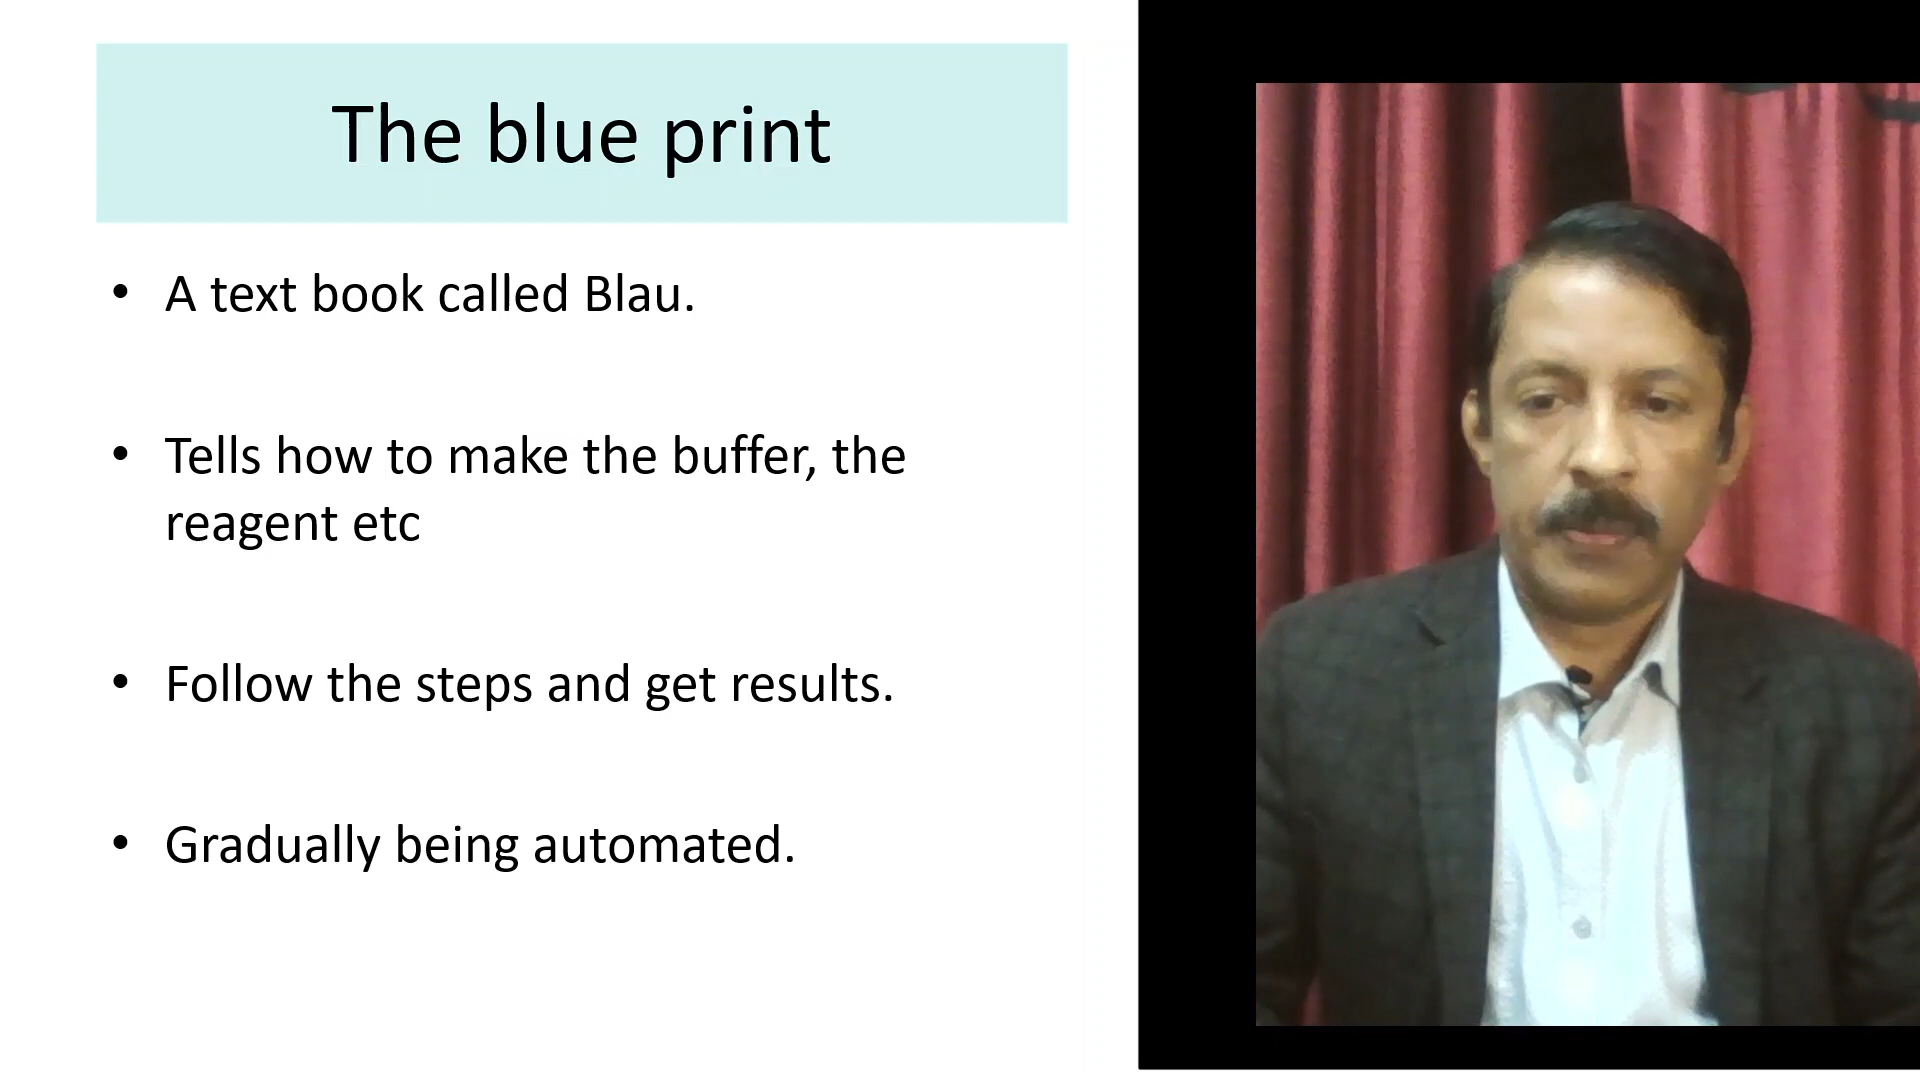 The blue print
• A text book called Blau.
• Tells how to make the buffer, the
reagent etc
• Follow the steps and get results.
• Gradually being automated.